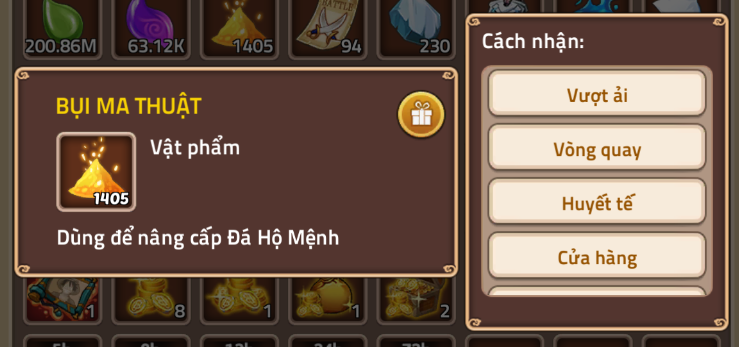 200.86M 63.12K 1405 94 230
Cách nhận:
BỤI MA THUẬT
Vật phẩm
1405
Dùng để nâng cấp Đá Hộ Mệnh
Vượt ải
Vòng quay
Huyết tế
Cửa hàng
1 8 1 1 2